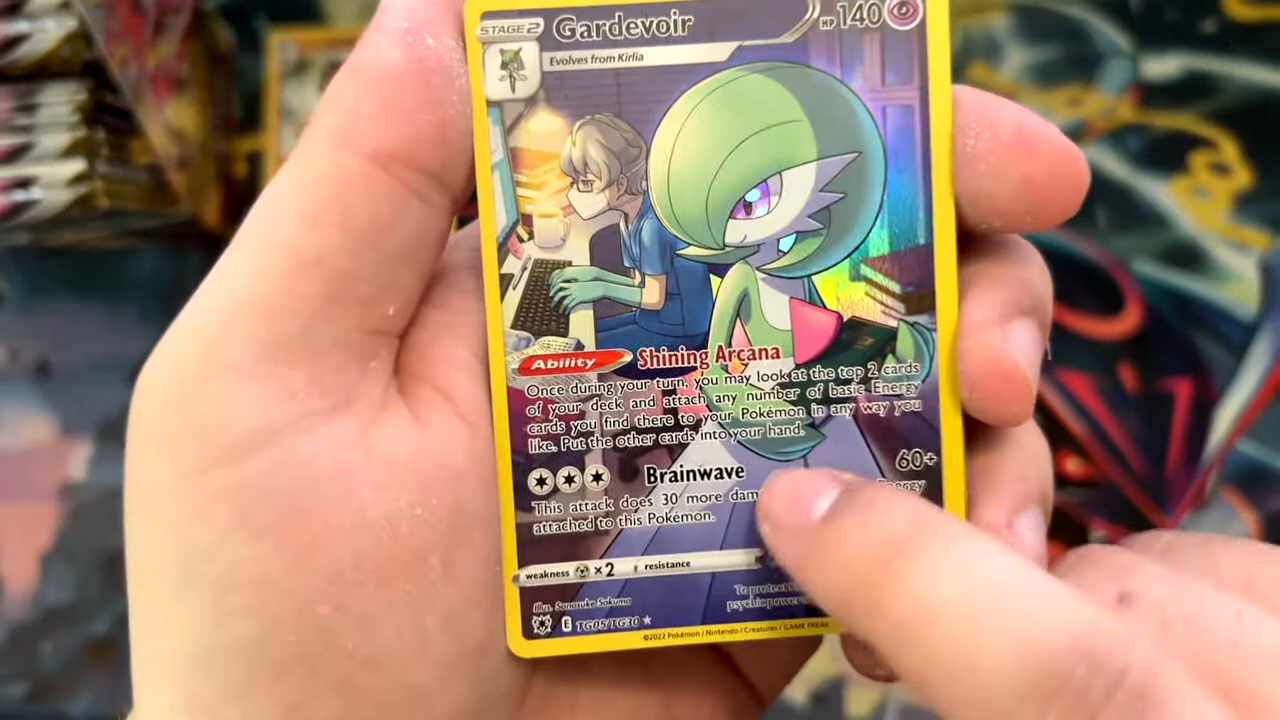 STAGE2
Gardevoir
HP 140
Evolves from Kirlia
Ability Shining Arcana
Once during your turn, you may look at the top 2 cards
of your deck and attach any number of basic Energy
cards you find there to your Pokémon in any way you
like. Put the other cards into your hand.
Brainwave 60+
This attack does 30 more Energy
attached to this Pokémon.
weakness ×2 resistance
Illus. Sanosuke Sakuma
To protect
E TG05/TG30
©2022 Pokémon / Nintendo / Creatures / GAME FREAK